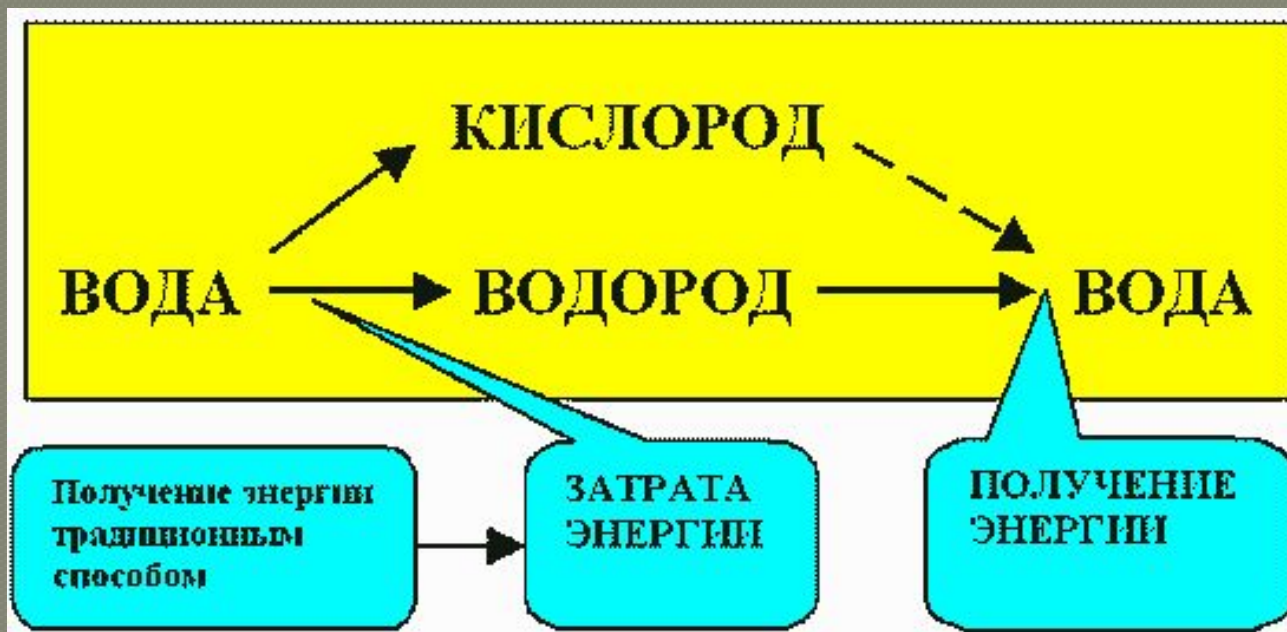 КИСЛОРОД
ВОДА ВОДОРОД ВОДА
Получение энергии
традиционным
способом
ЗАТРАТА
ЭНЕРГИИ
ПОЛУЧЕНИЕ
ЭНЕРГИИ